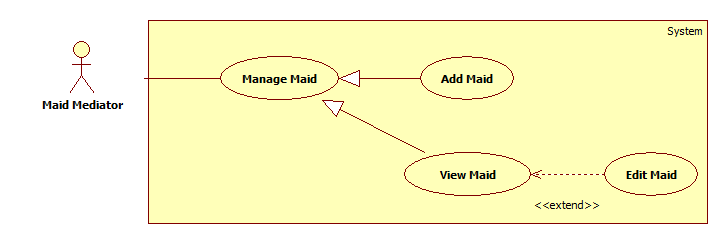 System
Manage Maid
Add Maid
Maid Mediator
View Maid
Edit Maid
<<extend>>